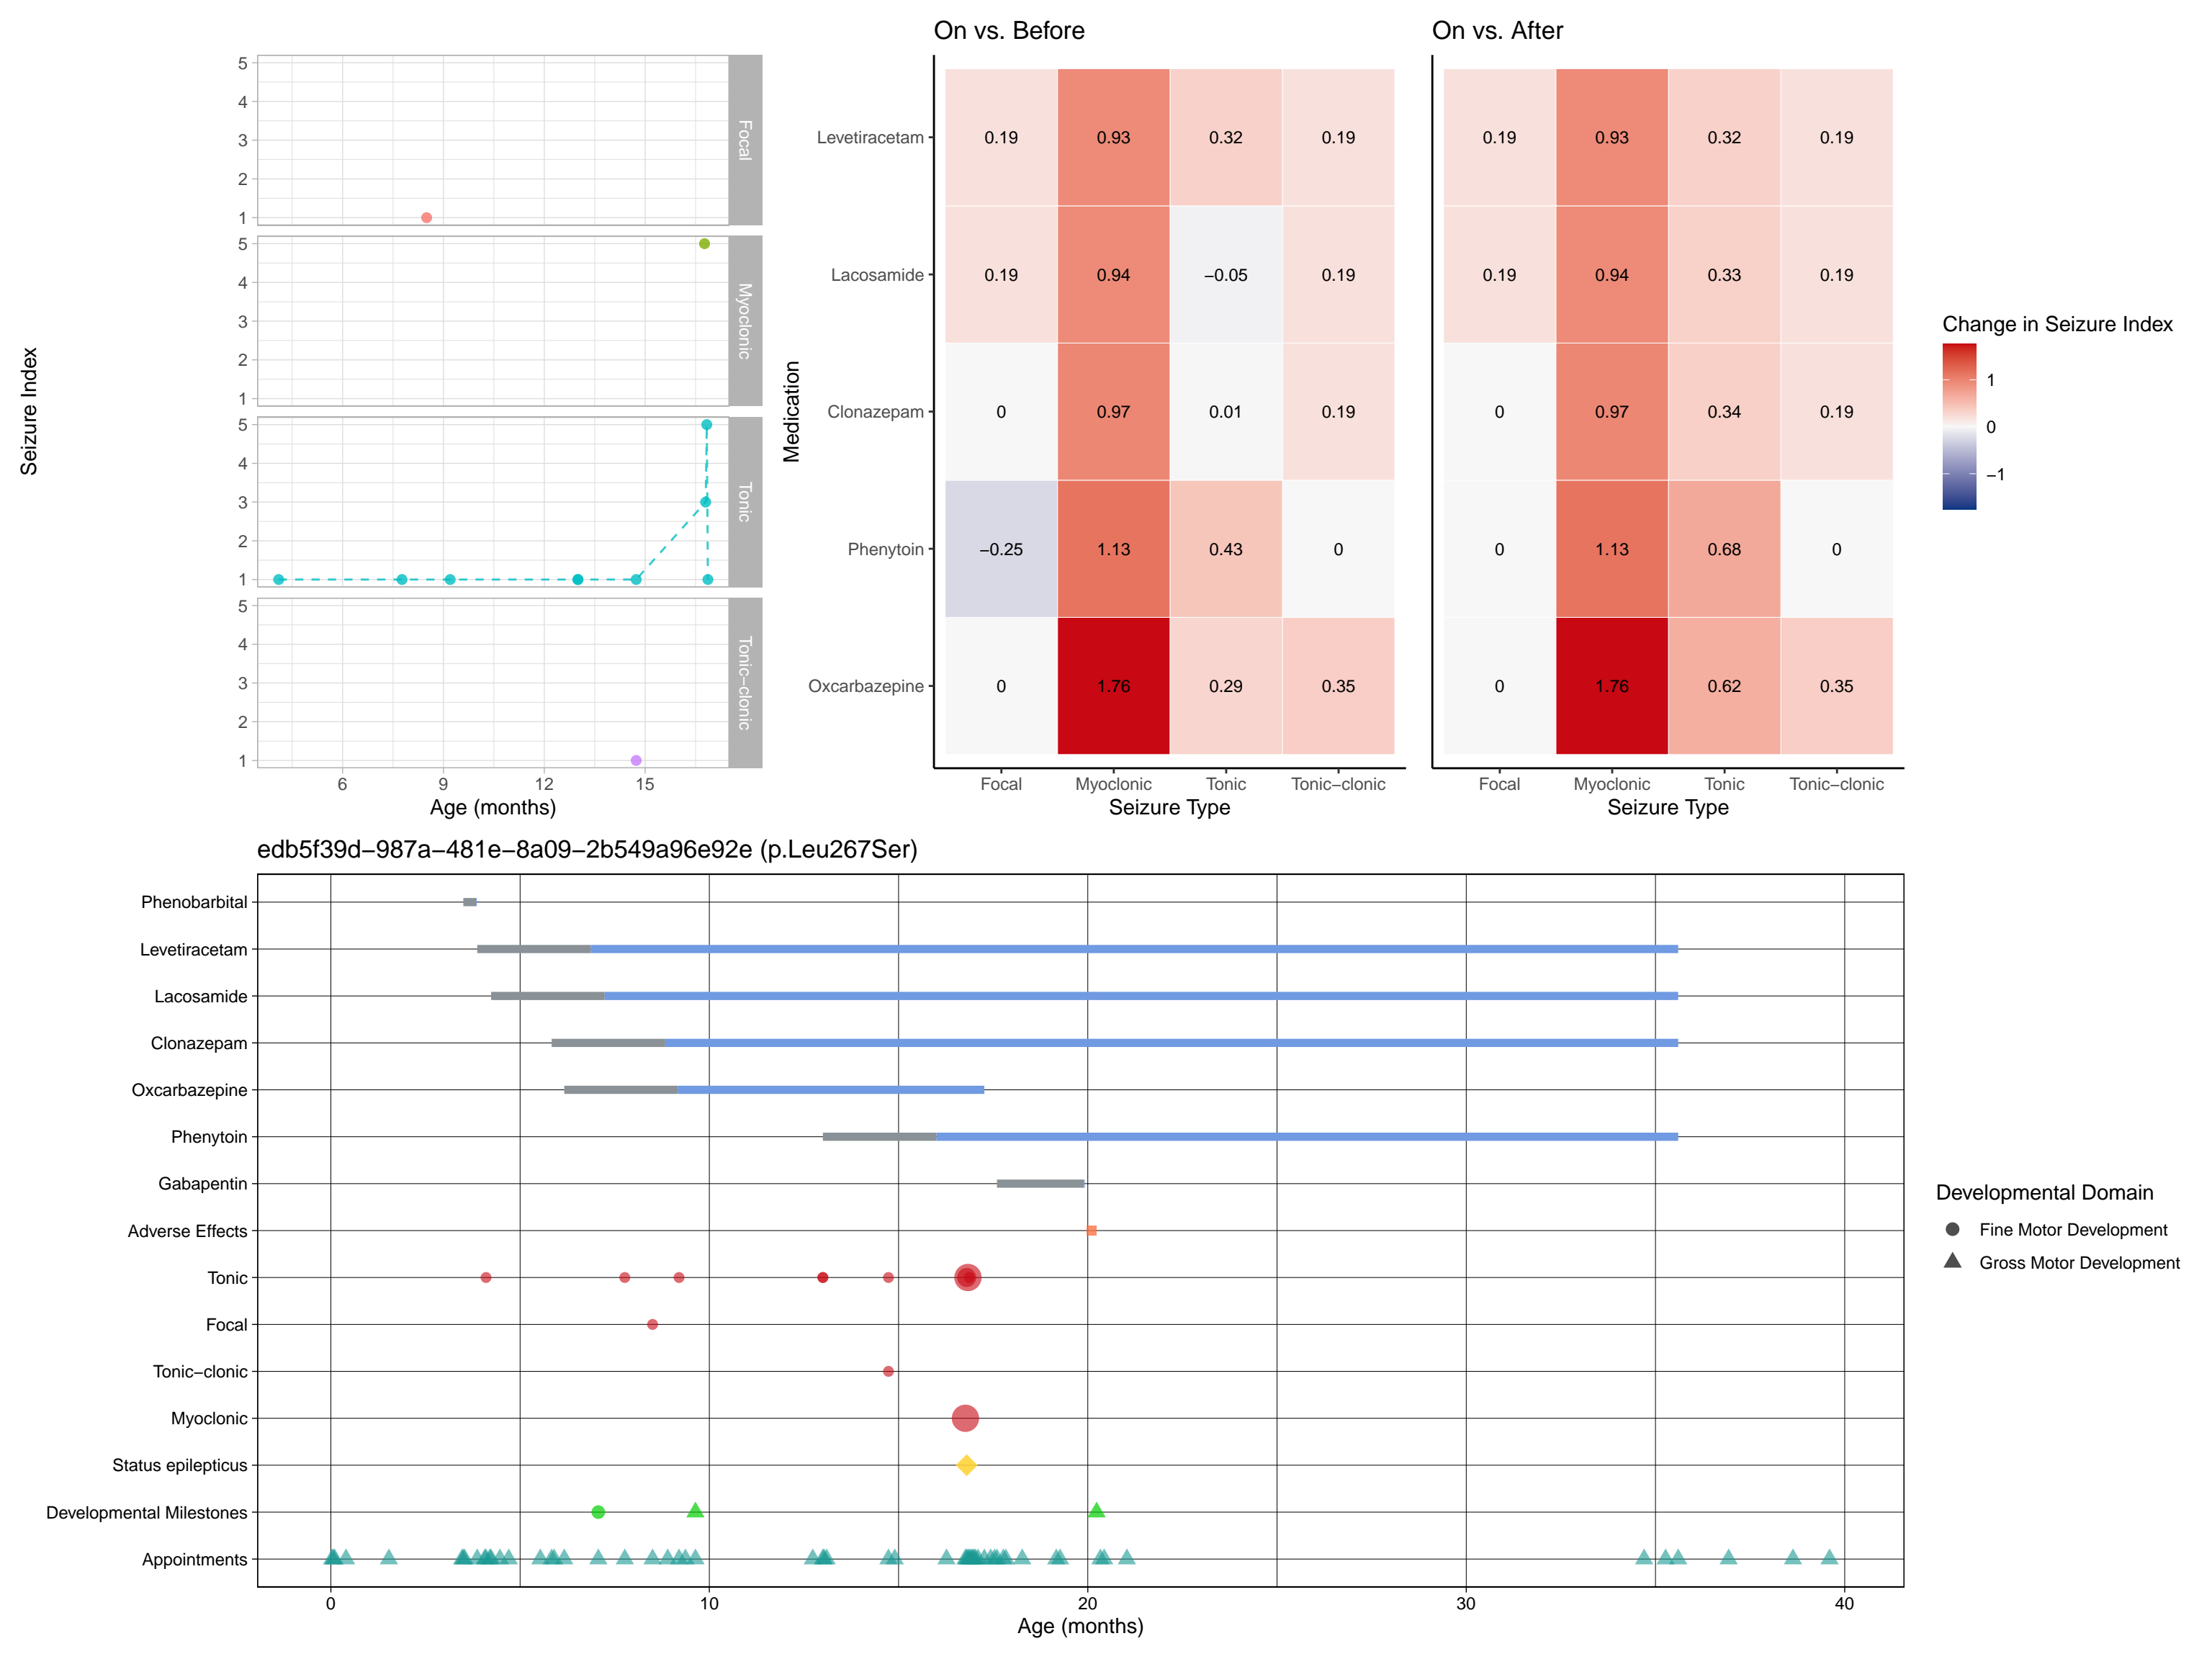 On vs. Before
On vs. After
Seizure Index
5
4
3
2
1
Focal
5
4
3
2
1
Myoclonic
5
4
3
2
1
Tonic
5
4
3
2
1
Tonic−clonic
6 9 12 15
Age (months)
Medication
Levetiracetam 0.19 0.93 0.32 0.19
Lacosamide 0.19 0.94 −0.05 0.19
Clonazepam 0 0.97 0.01 0.19
Phenytoin −0.25 1.13 0.43 0
Oxcarbazepine 0 1.76 0.29 0.35
Focal Myoclonic Tonic Tonic−clonic
Seizure Type
0.19 0.93 0.32 0.19
0.19 0.94 0.33 0.19
0 0.97 0.34 0.19
0 1.13 0.68 0
0 1.76 0.62 0.35
Focal Myoclonic Tonic Tonic−clonic
Seizure Type
Change in Seizure Index
1
0
−1
edb5f39d−987a−481e−8a09−2b549a96e92e (p.Leu267Ser)
Phenobarbital
Levetiracetam
Lacosamide
Clonazepam
Oxcarbazepine
Phenytoin
Gabapentin
Adverse Effects
Tonic
Focal
Tonic−clonic
Myoclonic
Status epilepticus
Developmental Milestones
Appointments
0 10 20 30 40
Age (months)
Developmental Domain
Fine Motor Development
Gross Motor Development